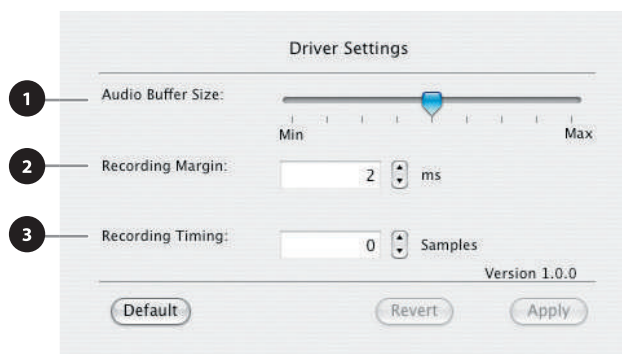 Driver Settings
1 Audio Buffer Size:
Min Max
2 Recording Margin: 2 ms
3 Recording Timing: 0 Samples
Version 1.0.0
Default Revert Apply